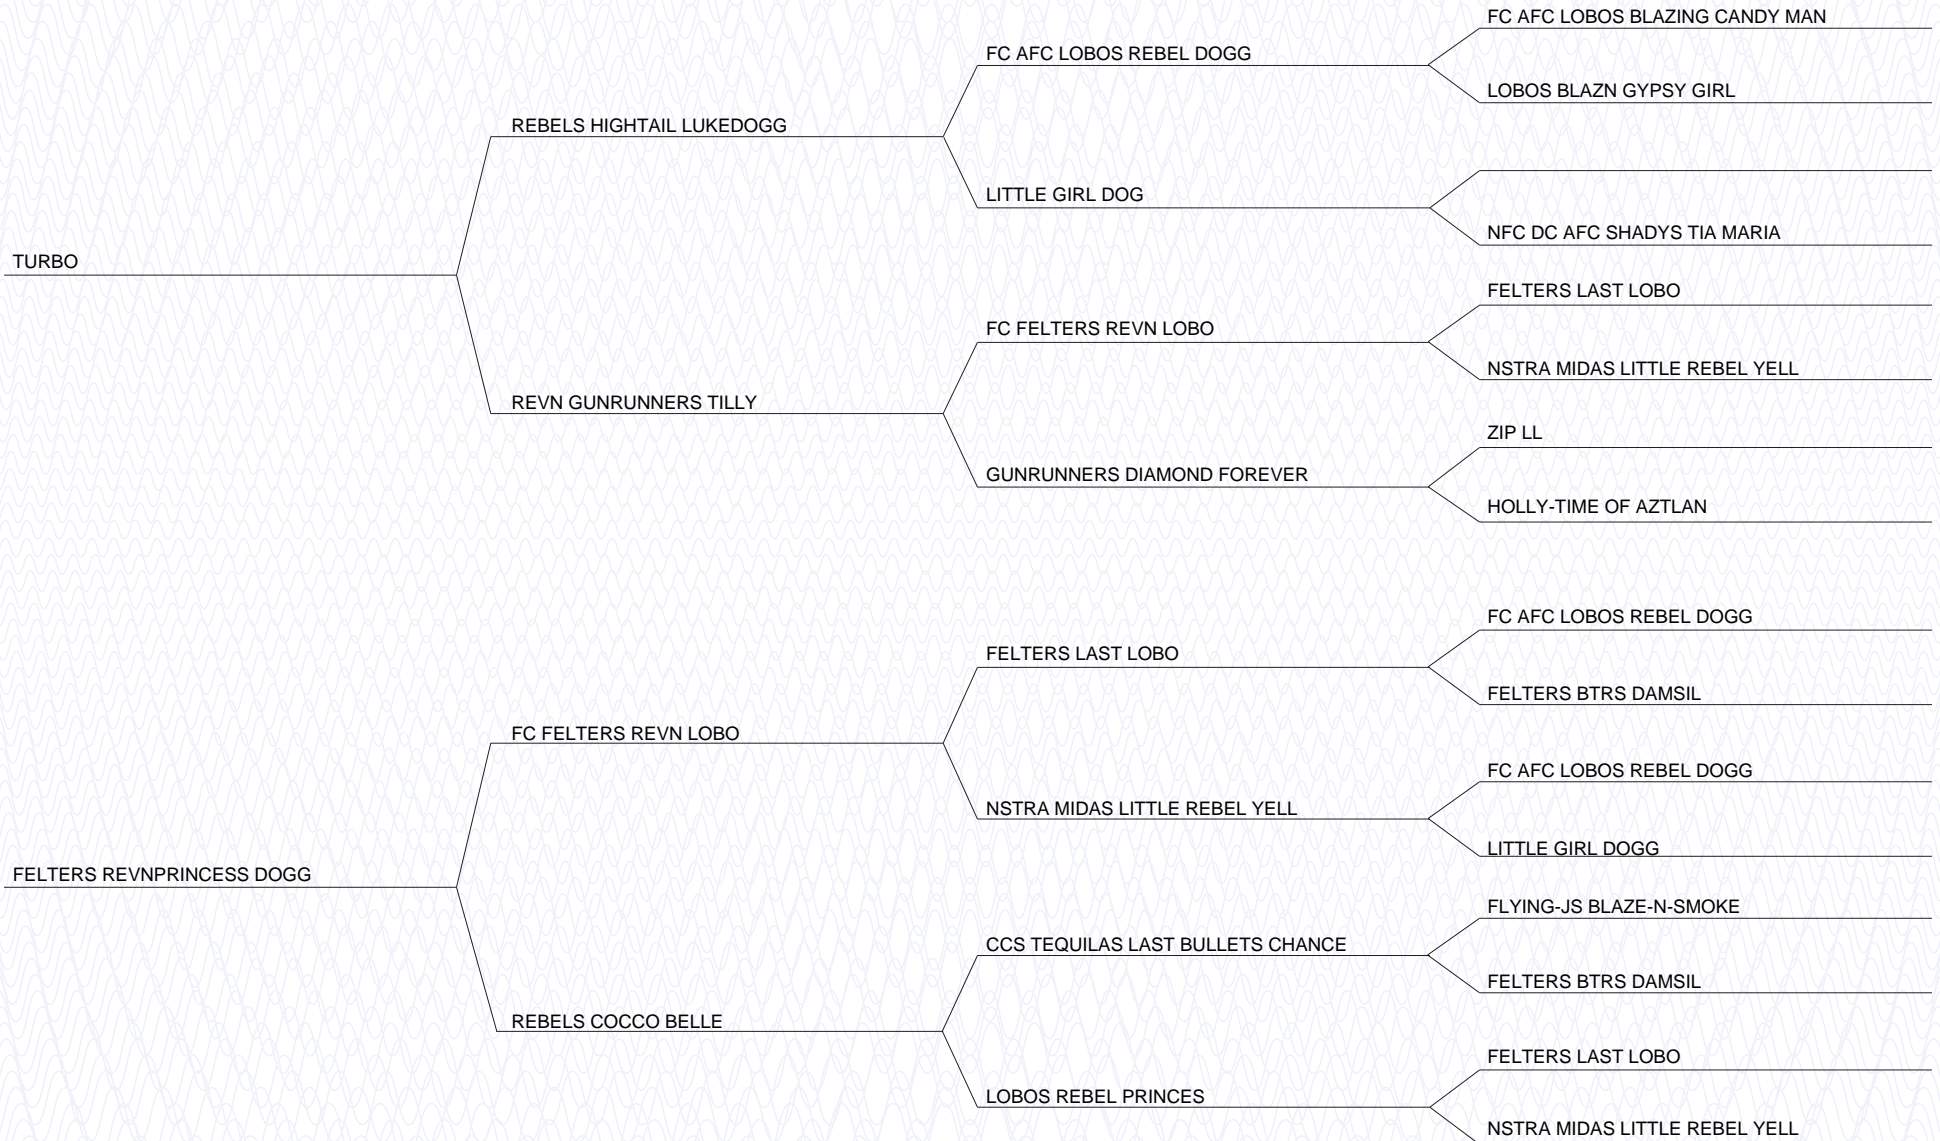 FC AFC LOBOS BLAZING CANDY MAN
FC AFC LOBOS REBEL DOGG
LOBOS BLAZN GYPSY GIRL
REBELS HIGHTAIL LUKEDOGG
LITTLE GIRL DOG
NFC DC AFC SHADYS TIA MARIA
TURBO
FELTERS LAST LOBO
FC FELTERS REVN LOBO
NSTRA MIDAS LITTLE REBEL YELL
REVN GUNRUNNERS TILLY
ZIP LL
GUNRUNNERS DIAMOND FOREVER
HOLLY-TIME OF AZTLAN
FC AFC LOBOS REBEL DOGG
FELTERS LAST LOBO
FELTERS BTRS DAMSIL
FC FELTERS REVN LOBO
FC AFC LOBOS REBEL DOGG
NSTRA MIDAS LITTLE REBEL YELL
LITTLE GIRL DOGG
FELTERS REVNPRINCESS DOGG
FLYING-JS BLAZE-N-SMOKE
CCS TEQUILAS LAST BULLETS CHANCE
FELTERS BTRS DAMSIL
REBELS COCCO BELLE
FELTERS LAST LOBO
LOBOS REBEL PRINCES
NSTRA MIDAS LITTLE REBEL YELL